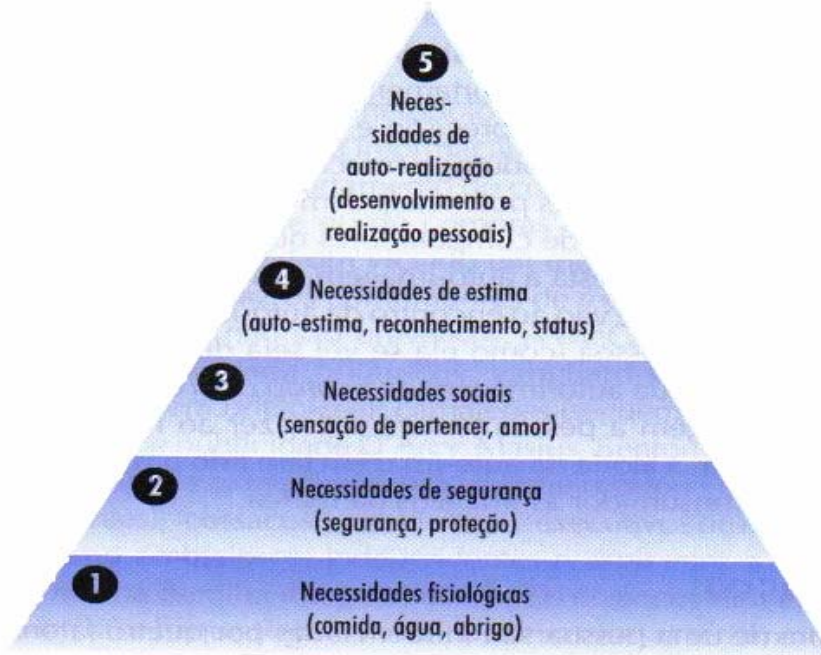 5
Neces-
sidades de
auto-realização
(desenvolvimento e
realização pessoais)
4 Necessidades de estima
(auto-estima, reconhecimento, status)
3
Necessidades sociais
(sensação de pertencer, amor)
2
Necessidades de segurança
(segurança, proteção)
1
Necessidades fisiológicas
(comida, água, abrigo)